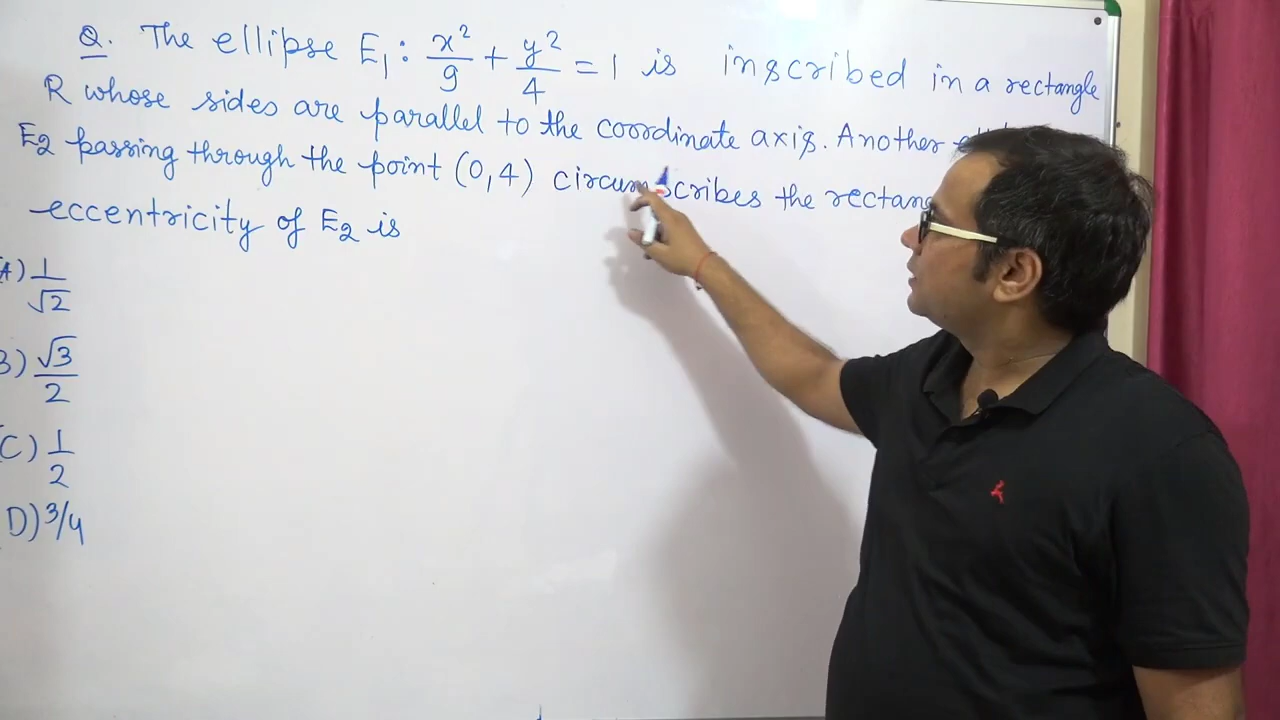 Q. The ellipse E₁ : x²/9 + y²/4 = 1 is inscribed in a rectangle
R whose sides are parallel to the coordinate axis. Another
E2 passing through the point (0,4) circumscribes the
eccentricity of E2 is
A) 1/√2
B) √3/2
C) 1/2
D) 3/4